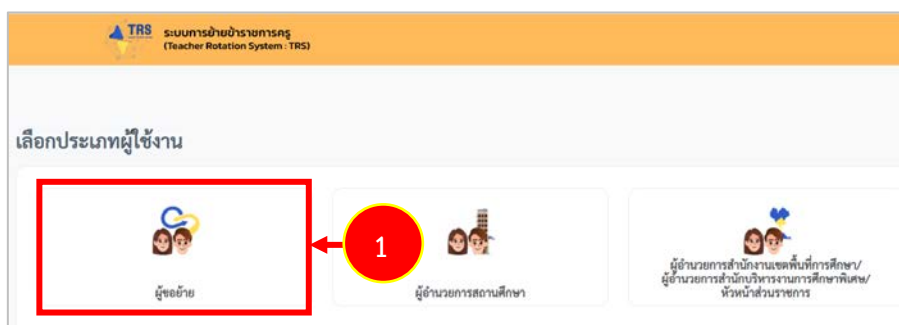 TRS
ระบบการย้ายข้าราชการครู
(Teacher Rotation System : TRS)
เลือกประเภทผู้ใช้งาน
1
ผู้ขอย้าย
ผู้อำนวยการสถานศึกษา
ผู้อำนวยการสำนักงานเขตพื้นที่การศึกษา/
ผู้อำนวยการสำนักบริหารงานการศึกษาพิเศษ/
หัวหน้าส่วนราชการ